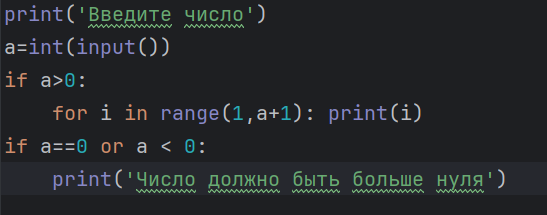 print('Введите число')
a=int(input())
if a>0:
    for i in range(1,a+1): print(i)
if a==0 or a < 0:
    print('Число должно быть больше нуля')